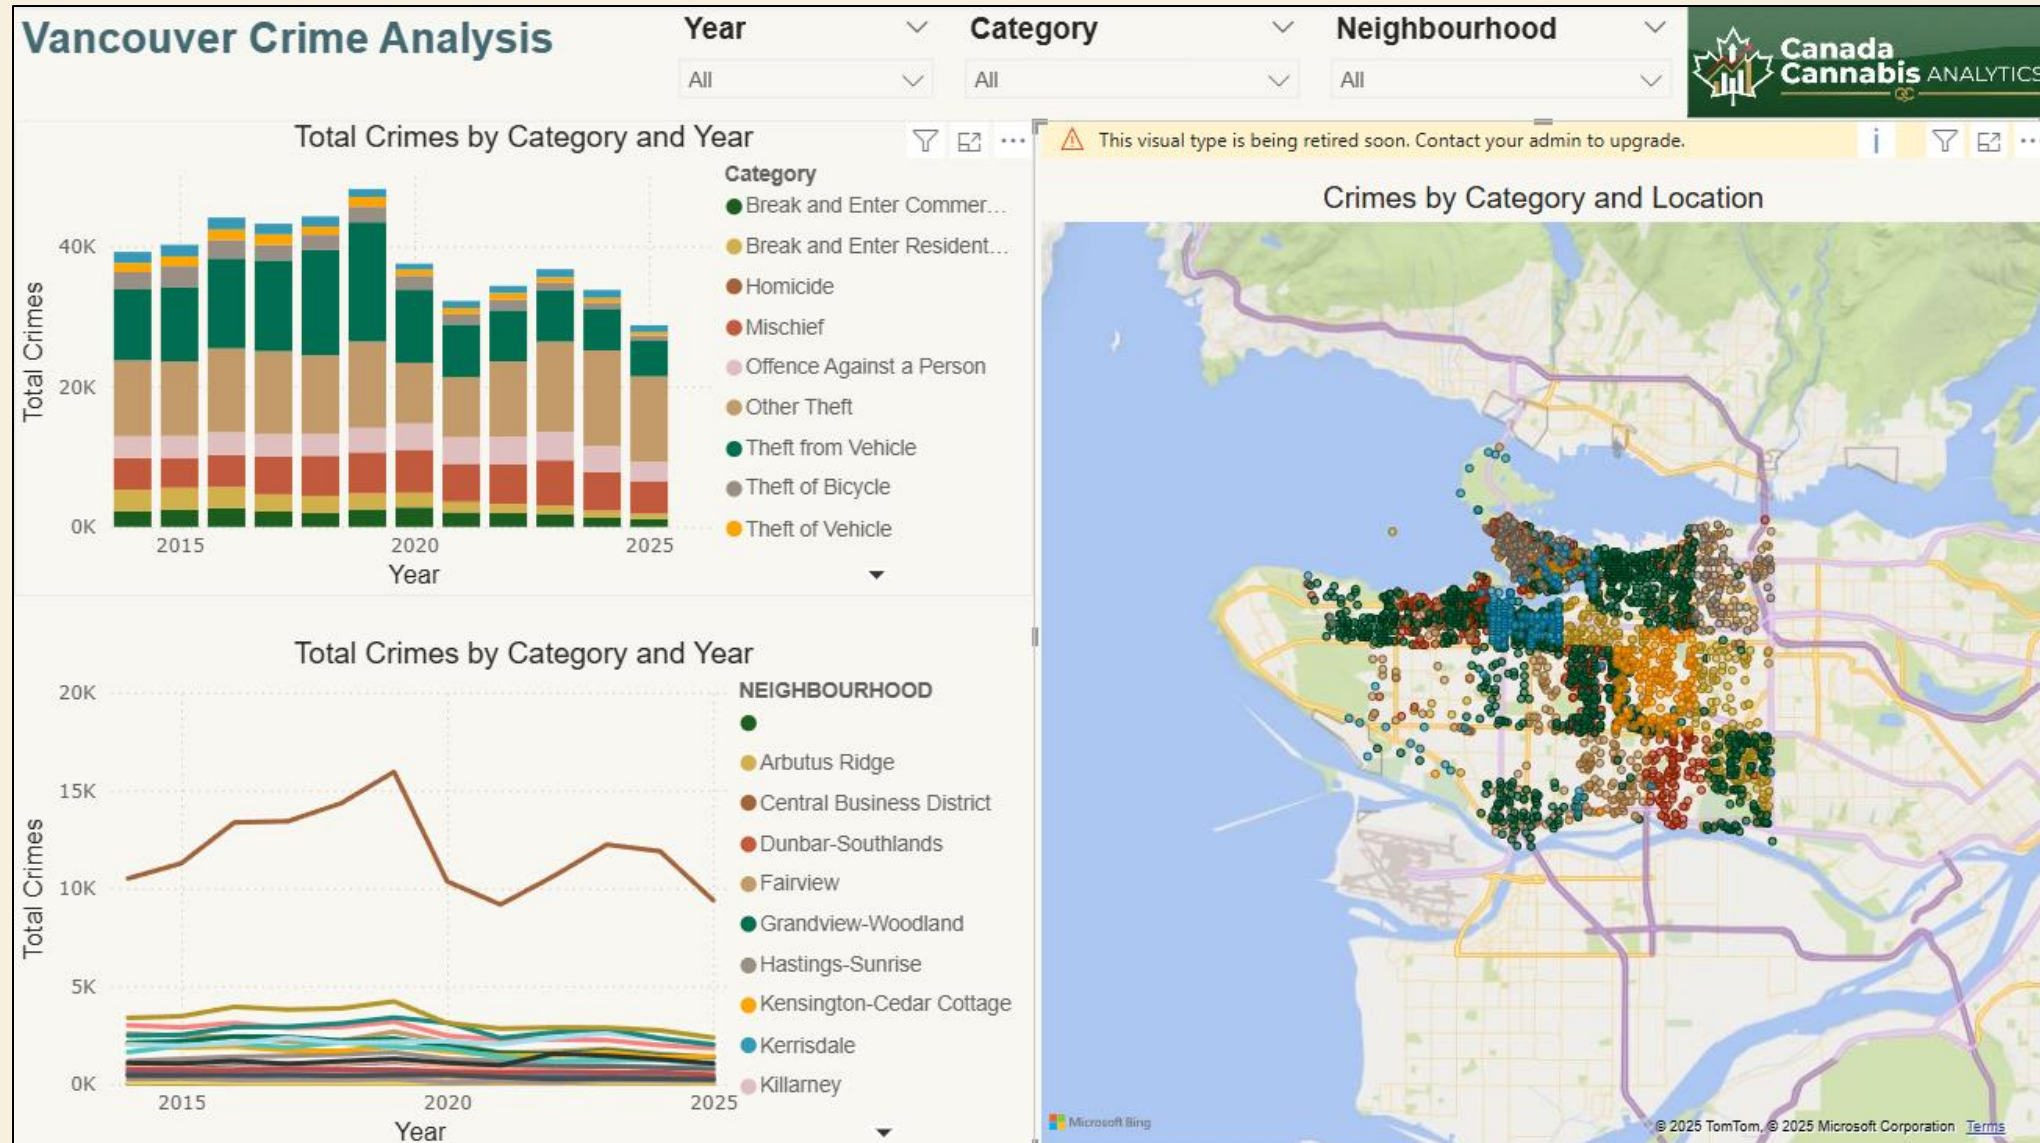 Vancouver Crime Analysis
Year
All
Category
All
Neighbourhood
All
Canada
Cannabis ANALYTICS
Total Crimes by Category and Year
Total Crimes
40K
20K
0K
2015 2020 2025
Year
Category
Break and Enter Commer...
Break and Enter Resident...
Homicide
Mischief
Offence Against a Person
Other Theft
Theft from Vehicle
Theft of Bicycle
Theft of Vehicle
Total Crimes by Category and Year
Total Crimes
20K
15K
10K
5K
0K
2015 2020 2025
Year
NEIGHBOURHOOD
Arbutus Ridge
Central Business District
Dunbar-Southlands
Fairview
Grandview-Woodland
Hastings-Sunrise
Kensington-Cedar Cottage
Kerrisdale
Killarney
This visual type is being retired soon. Contact your admin to upgrade.
Crimes by Category and Location
Microsoft Bing
© 2025 TomTom, © 2025 Microsoft Corporation Terms